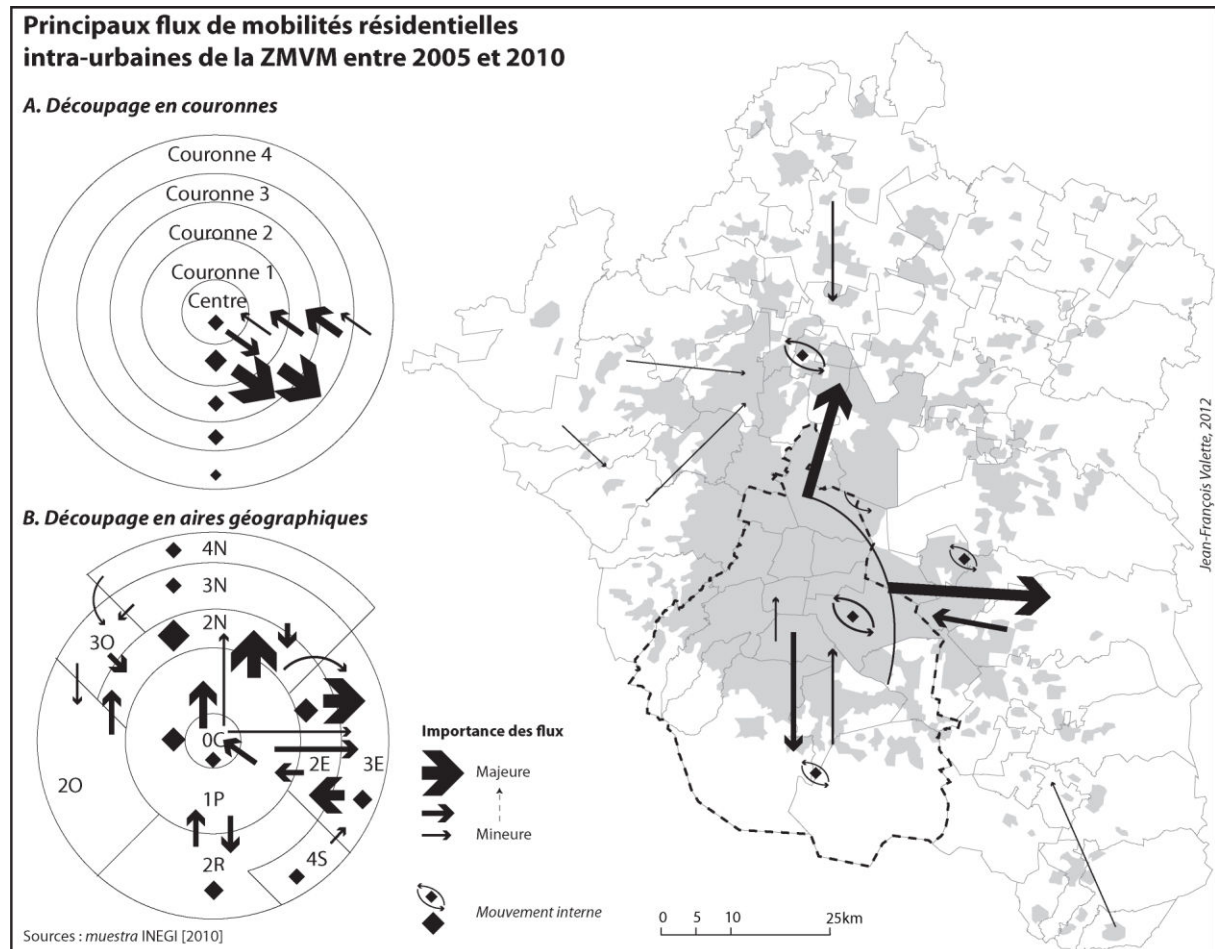 Principaux flux de mobilités résidentielles
intra-urbaines de la ZMVM entre 2005 et 2010
A. Découpage en couronnes
Couronne 4
Couronne 3
Couronne 2
Couronne 1
Centre
B. Découpage en aires géographiques
4N
3N
2N
3O
0C
2E
3E
2O
1P
2R
4S
Importance des flux
Majeure
Mineure
Mouvement interne
0 5 10 25km
Sources : muestra INEGI [2010]
Jean-François Valette, 2012